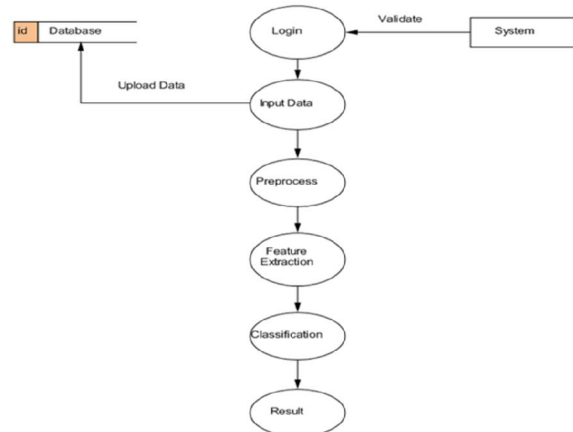 id Database
Login
Validate
System
Upload Data
Input Data
Preprocess
Feature
Extraction
Classification
Result